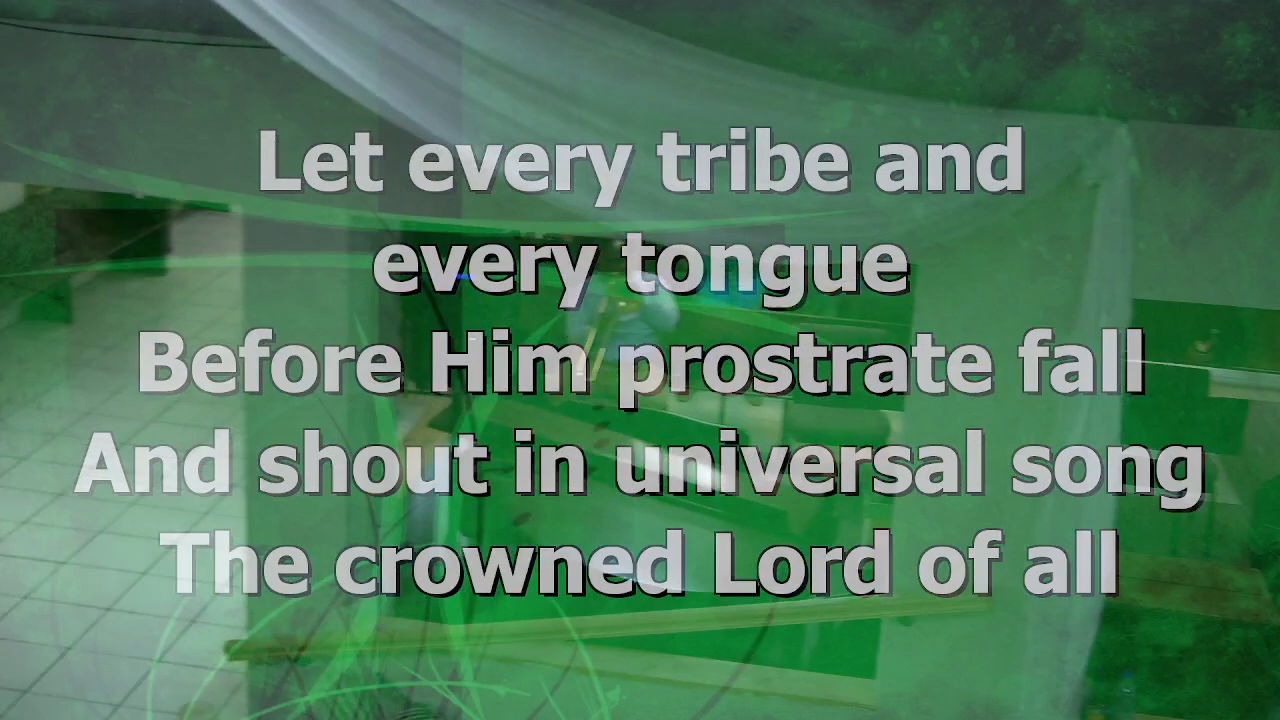 Let every tribe and
every tongue
Before Him prostrate fall
And shout in universal song
The crowned Lord of all